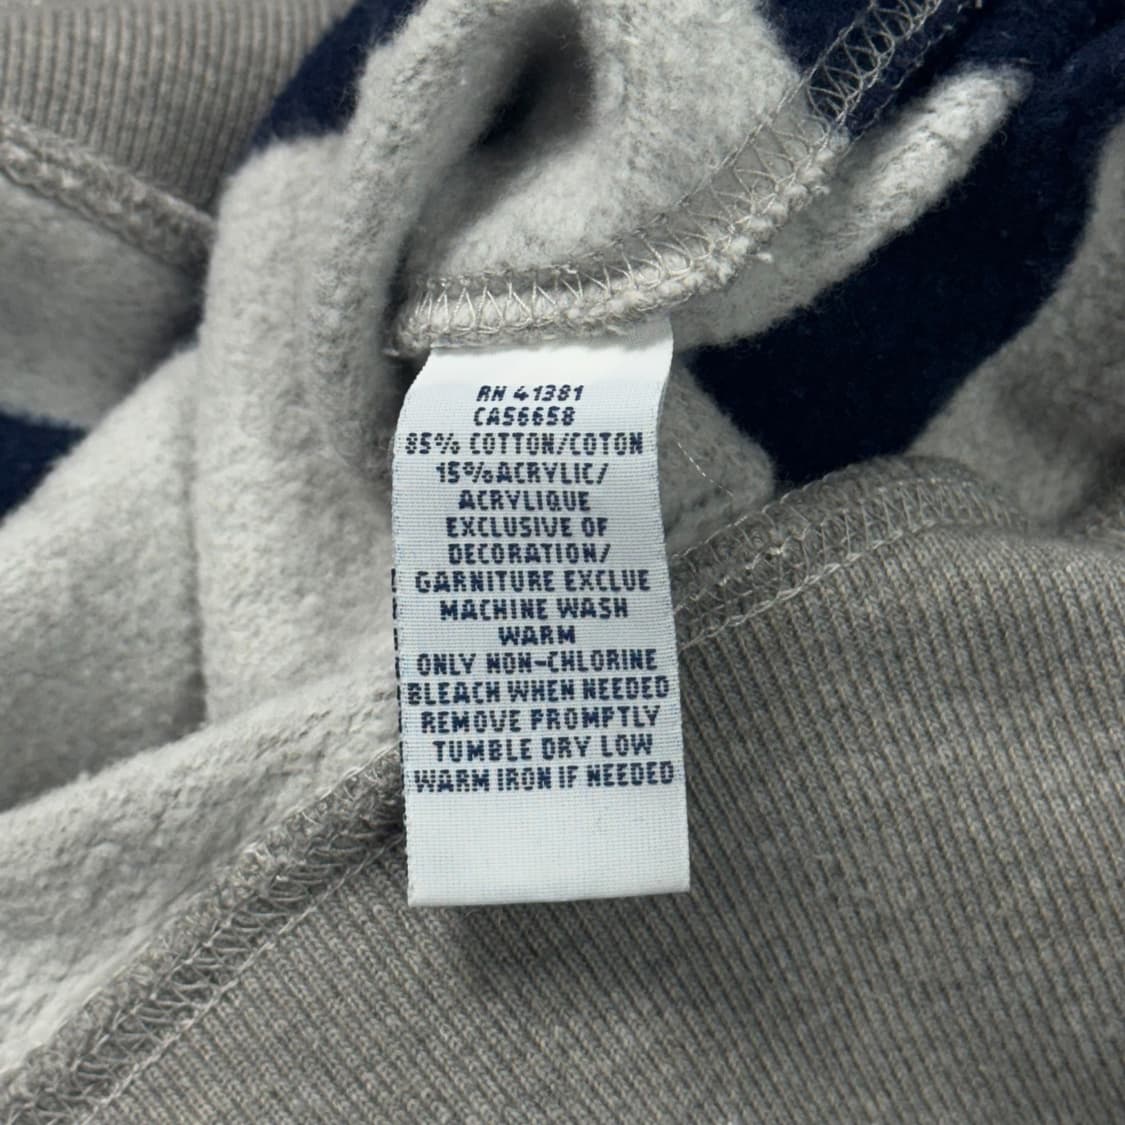 RN 41381
CA56658
85% COTTON/COTON
15%ACRYLIC/
ACRYLIQUE
EXCLUSIVE OF
DECORATION/
GARNITURE EXCLUE
MACHINE WASH
WARM
ONLY NON-CHLORINE
BLEACH WHEN NEEDED
REMOVE PROMPTLY
TUMBLE DRY LOW
WARM IRON IF NEEDED